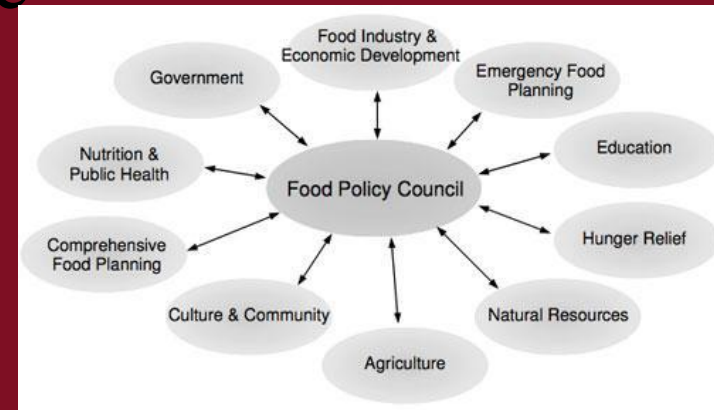 Food Industry &
Economic Development
Government
Emergency Food
Planning
Nutrition &
Public Health
Education
Food Policy Council
Comprehensive
Food Planning
Hunger Relief
Culture & Community
Natural Resources
Agriculture